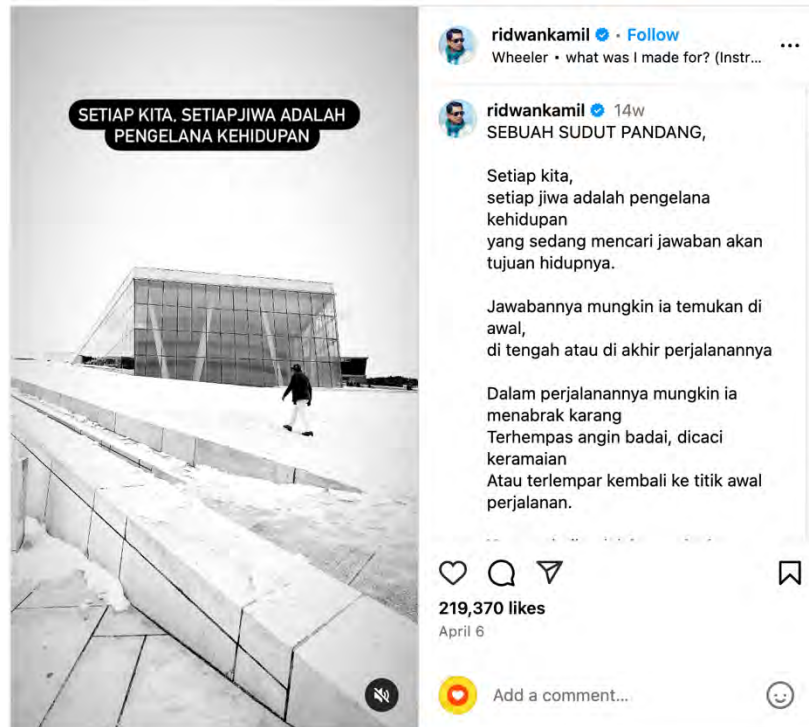 SETIAP KITA, SETIAPJIWA ADALAH
PENGELANA KEHIDUPAN
ridwankamil • Follow
Wheeler • what was I made for? (Instr...
ridwankamil 14w
SEBUAH SUDUT PANDANG,
Setiap kita,
setiap jiwa adalah pengelana
kehidupan
yang sedang mencari jawaban akan
tujuan hidupnya.
Jawabannya mungkin ia temukan di
awal,
di tengah atau di akhir perjalanannya
Dalam perjalanannya mungkin ia
menabrak karang
Terhempas angin badai, dicaci
keramaian
Atau terlempar kembali ke titik awal
perjalanan.
219,370 likes
April 6
Add a comment...